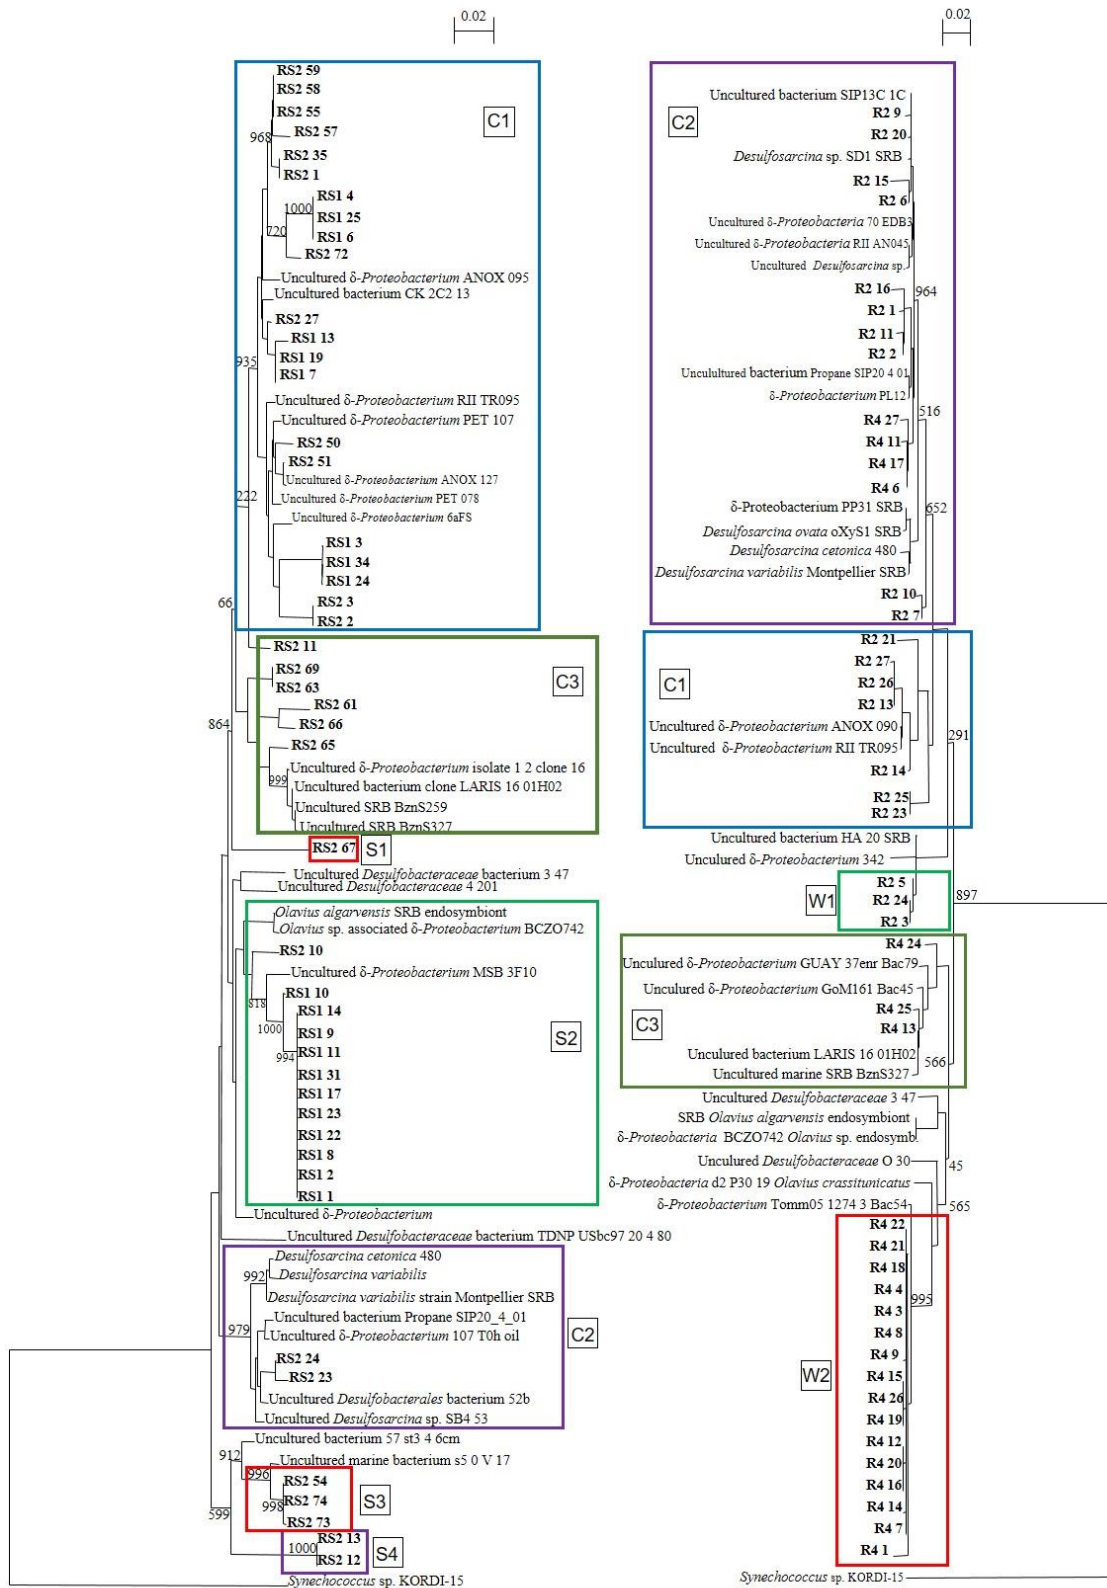 0.02
RS2 59
RS2 58
RS2 55
RS2 57
C1
968
RS2 35
RS2 1
RS1 4
1000
RS1 25
RS1 6
720
RS2 72
Uncultured δ-Proteobacterium ANOX 095
Uncultured bacterium CK 2C2 13
RS2 27
RS1 13
RS1 19
935
RS1 7
Uncultured δ-Proteobacterium RII TR095
Uncultured δ-Proteobacterium PET 107
RS2 50
RS2 51
Uncultured δ-Proteobacterium ANOX 127
222
Uncultured δ-Proteobacterium PET 078
Uncultured δ-Proteobacterium 6aFS
RS1 3
RS1 34
RS1 24
RS2 3
66
RS2 2
RS2 11
RS2 69
C3
RS2 63
RS2 61
864
RS2 66
RS2 65
Uncultured δ-Proteobacterium isolate 1 2 clone 16
999
Uncultured bacterium clone LARIS 16 01H02
Uncultured SRB BznS259
Uncultured SRB BznS327
RS2 67
S1
Uncultured Desulfobacteraceae bacterium 3 47
Uncultured Desulfobacteraceae 4 201
Olavius algarvensis SRB endosymbiont
Olavius sp. associated δ-Proteobacterium BCZO742
RS2 10
Uncultured δ-Proteobacterium MSB 3F10
RS1 10
818
RS1 14
1000
RS1 9
S2
994
RS1 11
RS1 31
RS1 17
RS1 23
RS1 22
RS1 8
RS1 2
RS1 1
Uncultured δ-Proteobacterium
Uncultured Desulfobacteraceae bacterium TDNP USbc97 20 4 80
Desulfosarcina cetonica 480
992
Desulfosarcina variabilis
Desulfosarcina variabilis strain Montpellier SRB
Uncultured bacterium Propane SIP20_4_01
979
Uncultured δ-Proteobacterium 107 T0h oil
C2
RS2 24
RS2 23
Uncultured Desulfobacterales bacterium 52b
Uncultured Desulfosarcina sp. SB4 53
Uncultured bacterium 57 st3 4 6cm
912
Uncultured marine bacterium s5 0 V 17
996
RS2 54
998
RS2 74
S3
599
RS2 73
RS2 13
1000
RS2 12
S4
Synechococcus sp. KORDI-15
0.02
Uncultured bacterium SIP13C 1C
C2
R2 9
R2 20
Desulfosarcina sp. SD1 SRB
R2 15
R2 6
Uncultured δ-Proteobacteria 70 EDB3
Uncultured δ-Proteobacteria RII AN045
Uncultured Desulfosarcina sp.
R2 16
964
R2 1
R2 11
R2 2
Unculultured bacterium Propane SIP20 4 01
δ-Proteobacterium PL12
516
R4 27
R4 11
R4 17
R4 6
δ-Proteobacterium PP31 SRB
652
Desulfosarcina ovata oXyS1 SRB
Desulfosarcina cetonica 480
Desulfosarcina variabilis Montpellier SRB
R2 10
R2 7
R2 21
R2 27
C1
R2 26
R2 13
Uncultured δ-Proteobacterium ANOX 090
291
Uncultured δ-Proteobacterium RII TR095
R2 14
R2 25
R2 23
Uncultured bacterium HA 20 SRB
Unculured δ-Proteobacterium 342
R2 5
W1
897
R2 24
R2 3
R4 24
Unculured δ-Proteobacterium GUAY 37enr Bac79
Unculured δ-Proteobacterium GoM161 Bac45
R4 25
C3
R4 13
Unculured bacterium LARIS 16 01H02
566
Uncultured marine SRB BznS327
Uncultured Desulfobacteraceae 3 47
SRB Olavius algarvensis endosymbiont
δ-Proteobacteria BCZO742 Olavius sp. endosymb.
Unculured Desulfobacteraceae O 30
45
δ-Proteobacteria d2 P30 19 Olavius crassitunicatus
δ-Proteobacterium Tomm05 1274 3 Bac54
565
R4 22
R4 21
R4 18
R4 4
995
R4 3
R4 8
R4 9
W2
R4 15
R4 26
R4 19
R4 12
R4 20
R4 16
R4 14
R4 7
R4 1
Synechococcus sp. KORDI-15